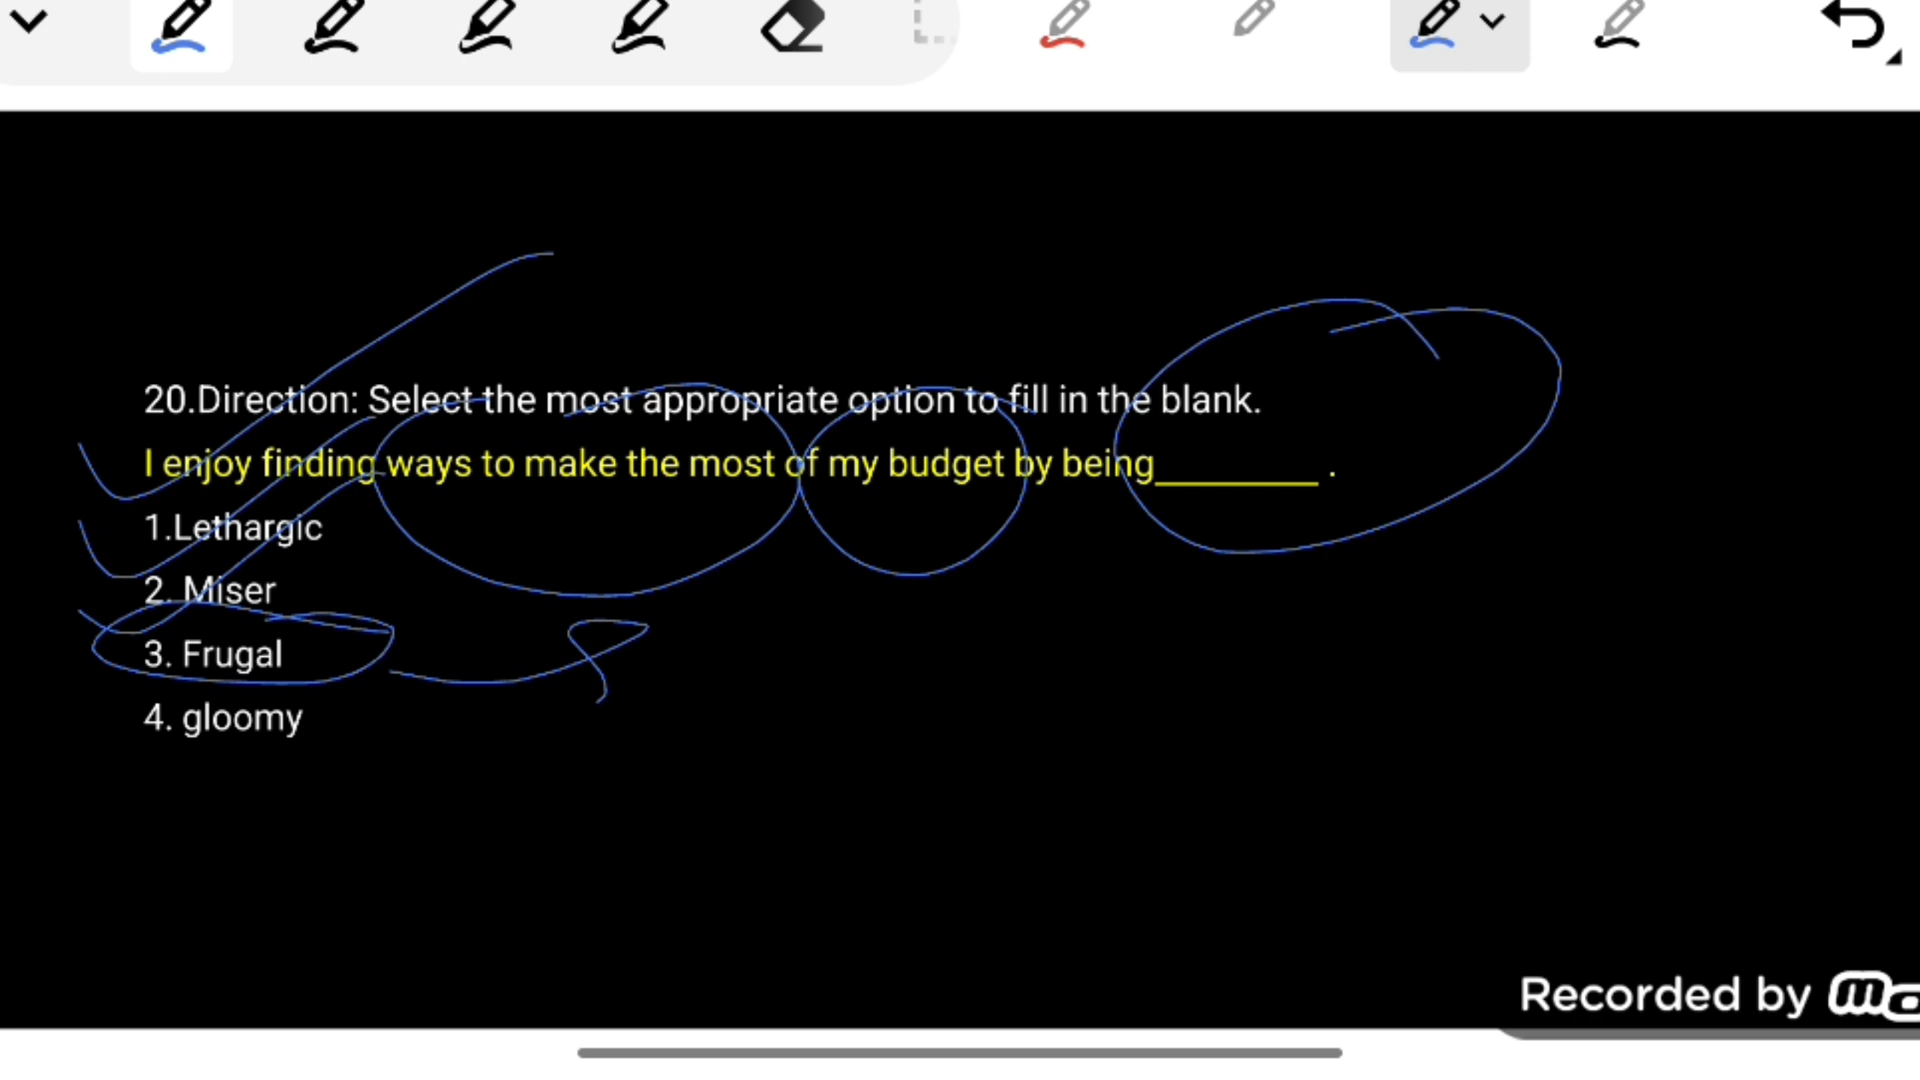 20.Direction: Select the most appropriate option to fill in the blank.
I enjoy finding ways to make the most of my budget by being_________ .
1.Lethargic
2. Miser
3. Frugal
4. gloomy
Recorded by